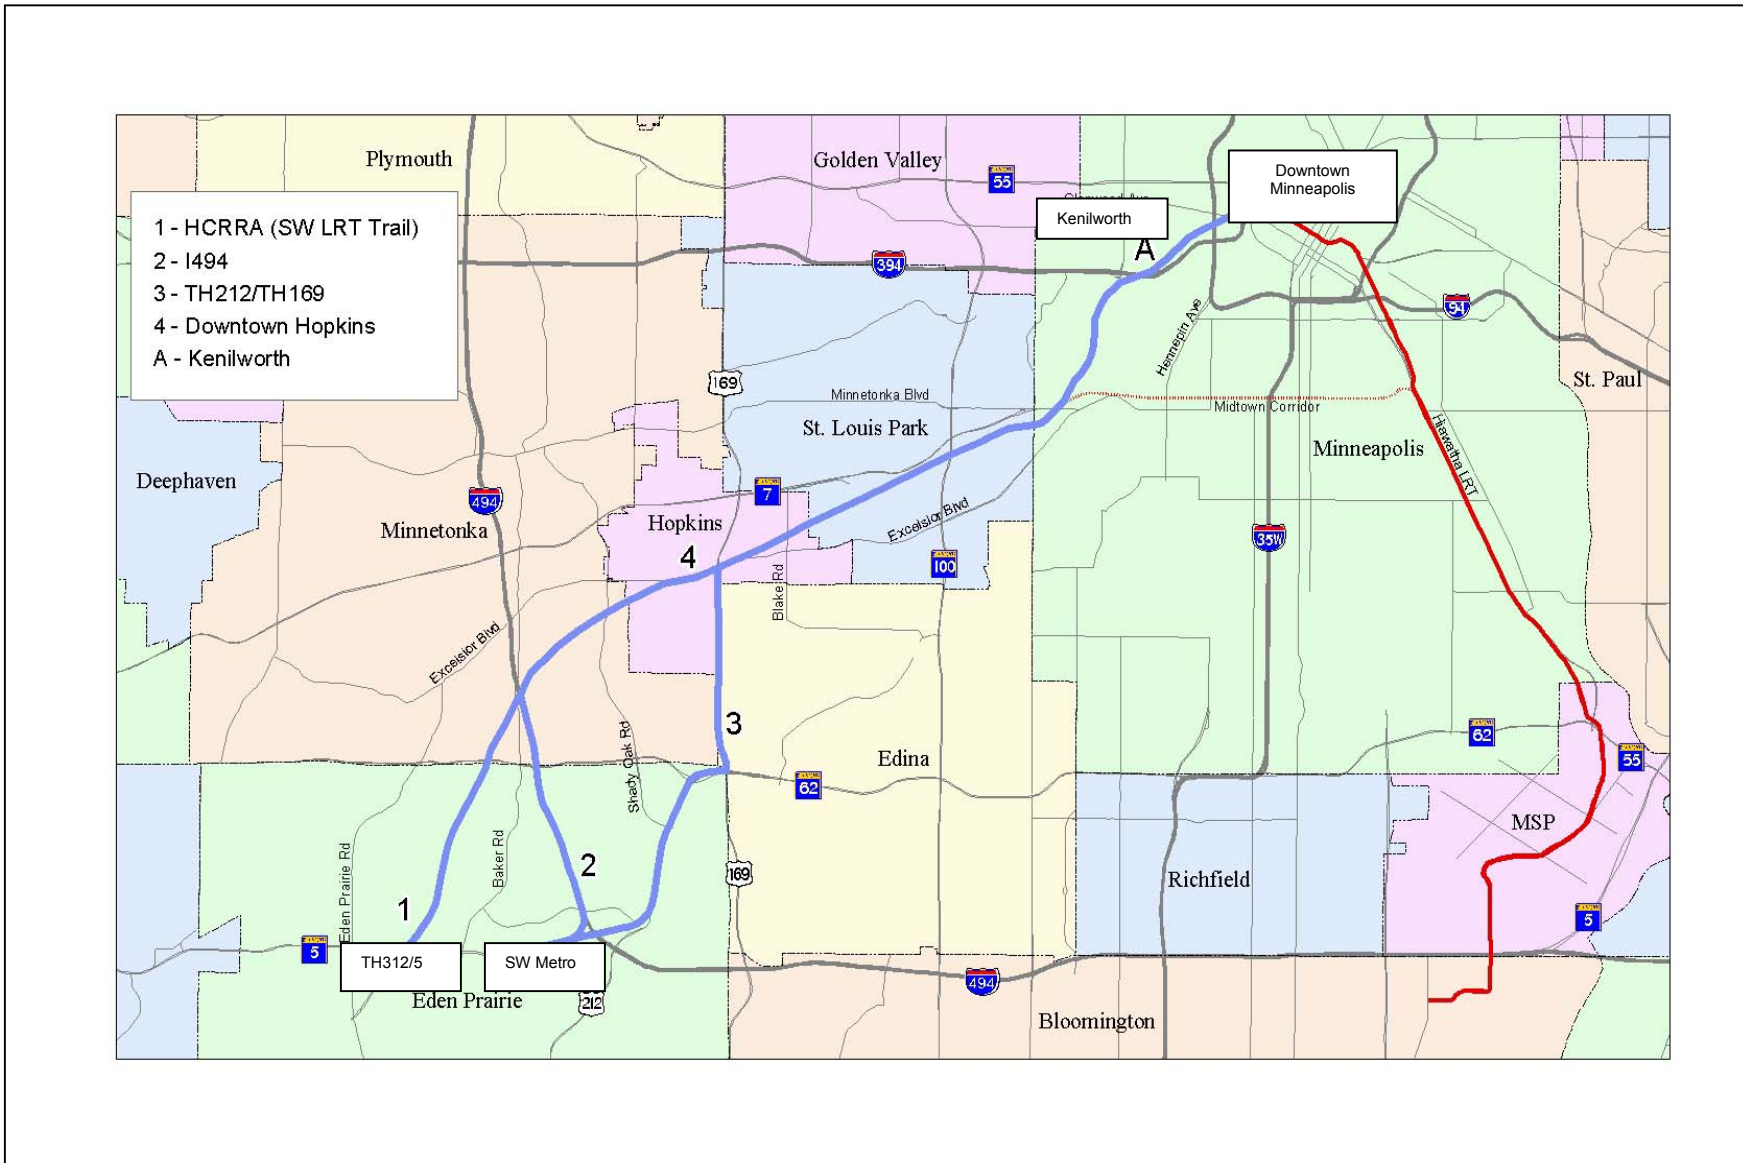 Plymouth
Golden Valley
55
Downtown
Minneapolis
Kenilworth
A
1 - HCRRA (SW LRT Trail)
2 - I494
3 - TH212/TH169
4 - Downtown Hopkins
A - Kenilworth
394
94
Hennepin Ave
169
St. Paul
Minnetonka Blvd
Midtown Corridor
St. Louis Park
Minneapolis
Hiawatha LRT
Deephaven
494
7
Minnetonka
Hopkins
Excelsior Blvd
35W
4
100
Blake Rd
Excelsior Blvd
3
62
Shady Oak Rd
Edina
62
55
MSP
Baker Rd
2
169
Richfield
1
Eden Prairie Rd
5
5
TH312/5
SW Metro
494
Eden Prairie
212
Bloomington